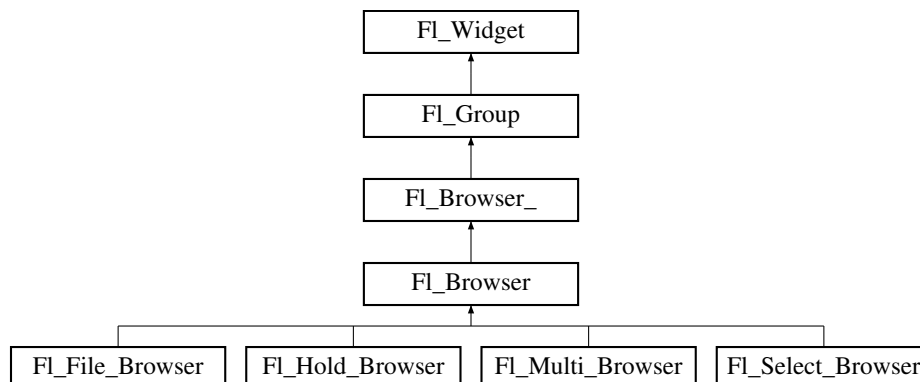 Fl_Widget
Fl_Group
Fl_Browser_
Fl_Browser
Fl_File_Browser Fl_Hold_Browser Fl_Multi_Browser Fl_Select_Browser